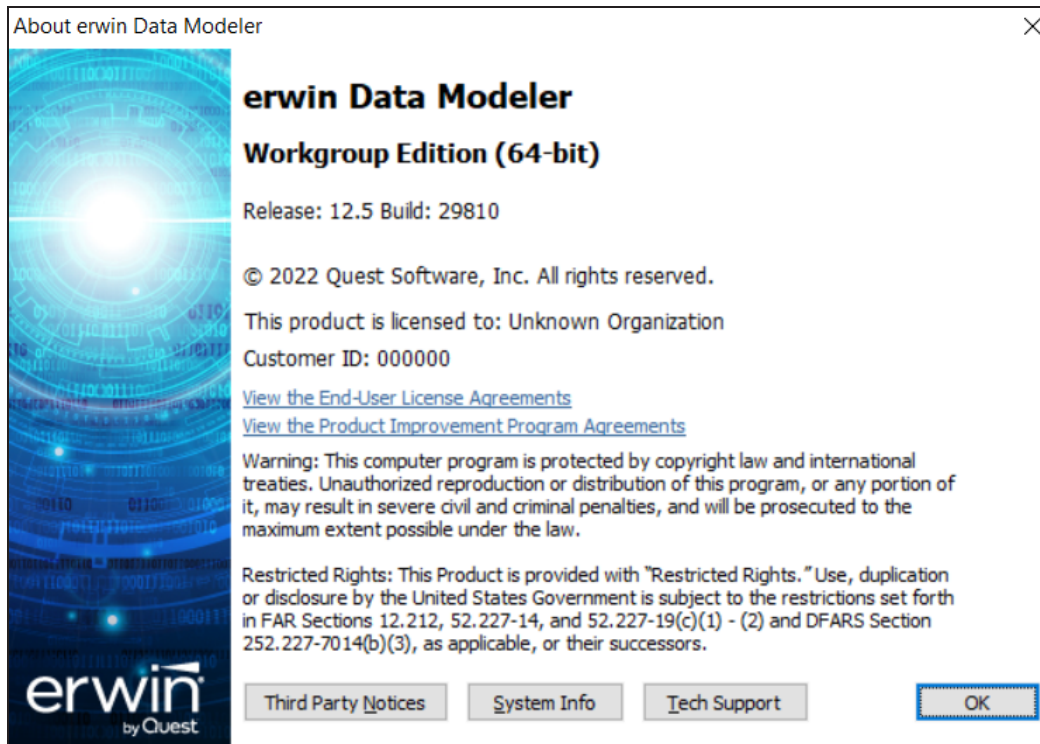 About erwin Data Modeler
erwin Data Modeler
Workgroup Edition (64-bit)
Release: 12.5 Build: 29810
© 2022 Quest Software, Inc. All rights reserved.
This product is licensed to: Unknown Organization
Customer ID: 000000
View the End-User License Agreements
View the Product Improvement Program Agreements
Warning: This computer program is protected by copyright law and international
treaties. Unauthorized reproduction or distribution of this program, or any portion of
it, may result in severe civil and criminal penalties, and will be prosecuted to the
maximum extent possible under the law.
Restricted Rights: This Product is provided with “Restricted Rights.” Use, duplication
or disclosure by the United States Government is subject to the restrictions set forth
in FAR Sections 12.212, 52.227-14, and 52.227-19(c)(1) - (2) and DFARS Section
252.227-7014(b)(3), as applicable, or their successors.
erwin
by Quest
Third Party Notices System Info Tech Support OK